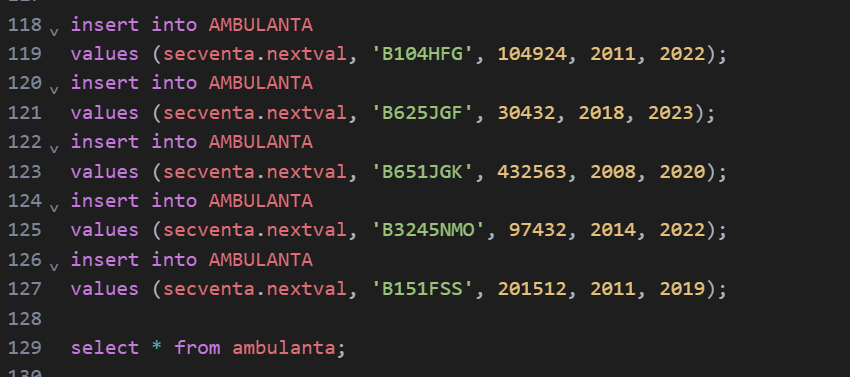 118 insert into AMBULANTA
119 values (secventa.nextval, 'B104HFG', 104924, 2011, 2022);
120 insert into AMBULANTA
121 values (secventa.nextval, 'B625JGF', 30432, 2018, 2023);
122 insert into AMBULANTA
123 values (secventa.nextval, 'B651JGK', 432563, 2008, 2020);
124 insert into AMBULANTA
125 values (secventa.nextval, 'B3245NMO', 97432, 2014, 2022);
126 insert into AMBULANTA
127 values (secventa.nextval, 'B151FSS', 201512, 2011, 2019);
128
129 select * from ambulanta;